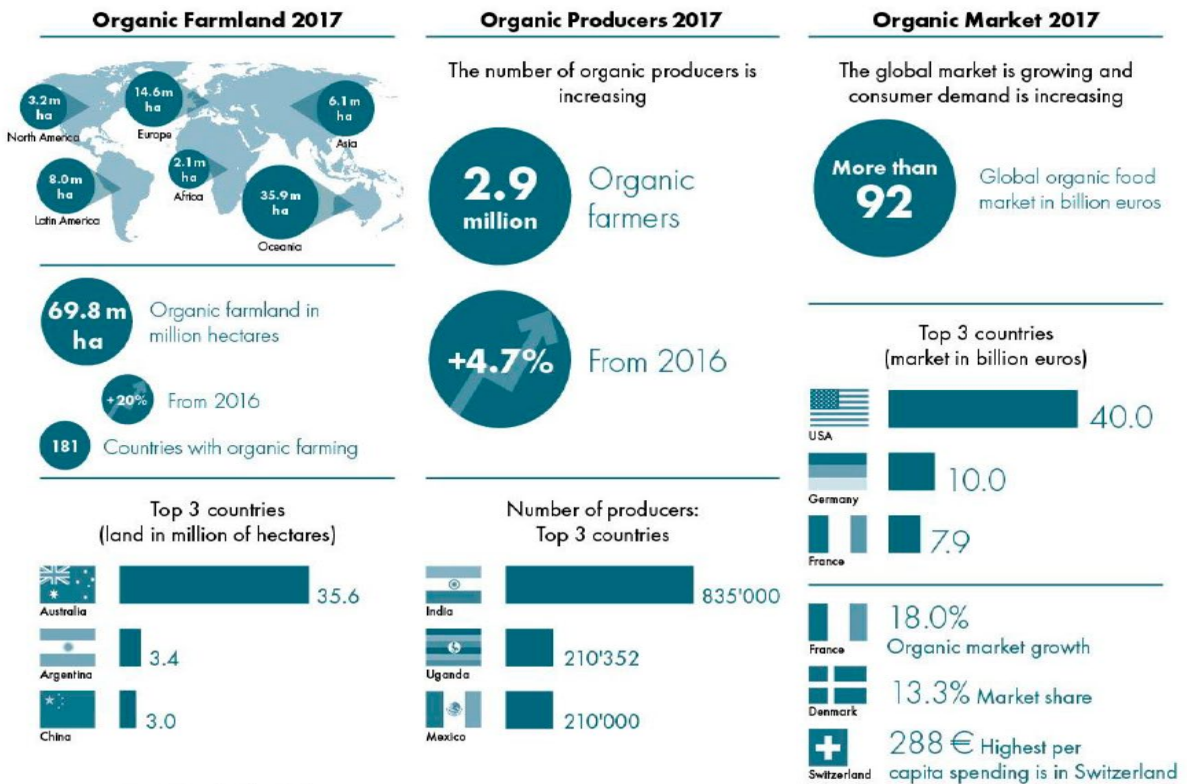 Organic Farmland 2017
3.2 m
ha
North America
14.6 m
ha
Europe
6.1 m
ha
Asia
8.0 m
ha
Latin America
2.1 m
ha
Africa
35.9 m
ha
Oceania
69.8 m
ha
Organic farmland in
million hectares
+20%
From 2016
181
Countries with organic farming
Top 3 countries
(land in million of hectares)
Australia
35.6
Argentina
3.4
China
3.0
Organic Producers 2017
The number of organic producers is
increasing
2.9
million
Organic
farmers
+4.7%
From 2016
Number of producers:
Top 3 countries
India
835'000
Uganda
210'352
Mexico
210'000
Organic Market 2017
The global market is growing and
consumer demand is increasing
More than
92
Global organic food
market in billion euros
Top 3 countries
(market in billion euros)
USA
40.0
Germany
10.0
France
7.9
France
18.0%
Organic market growth
Denmark
13.3% Market share
Switzerland
288 € Highest per
capita spending is in Switzerland